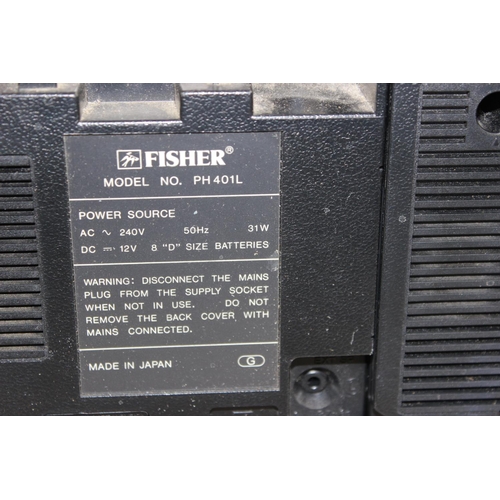 FISHER®
MODEL NO. PH401L
POWER SOURCE
AC ∿ 240V 50Hz 31W
DC ⎓ 12V 8 "D" SIZE BATTERIES
WARNING: DISCONNECT THE MAINS
PLUG FROM THE SUPPLY SOCKET
WHEN NOT IN USE. DO NOT
REMOVE THE BACK COVER WITH
MAINS CONNECTED.
MADE IN JAPAN G